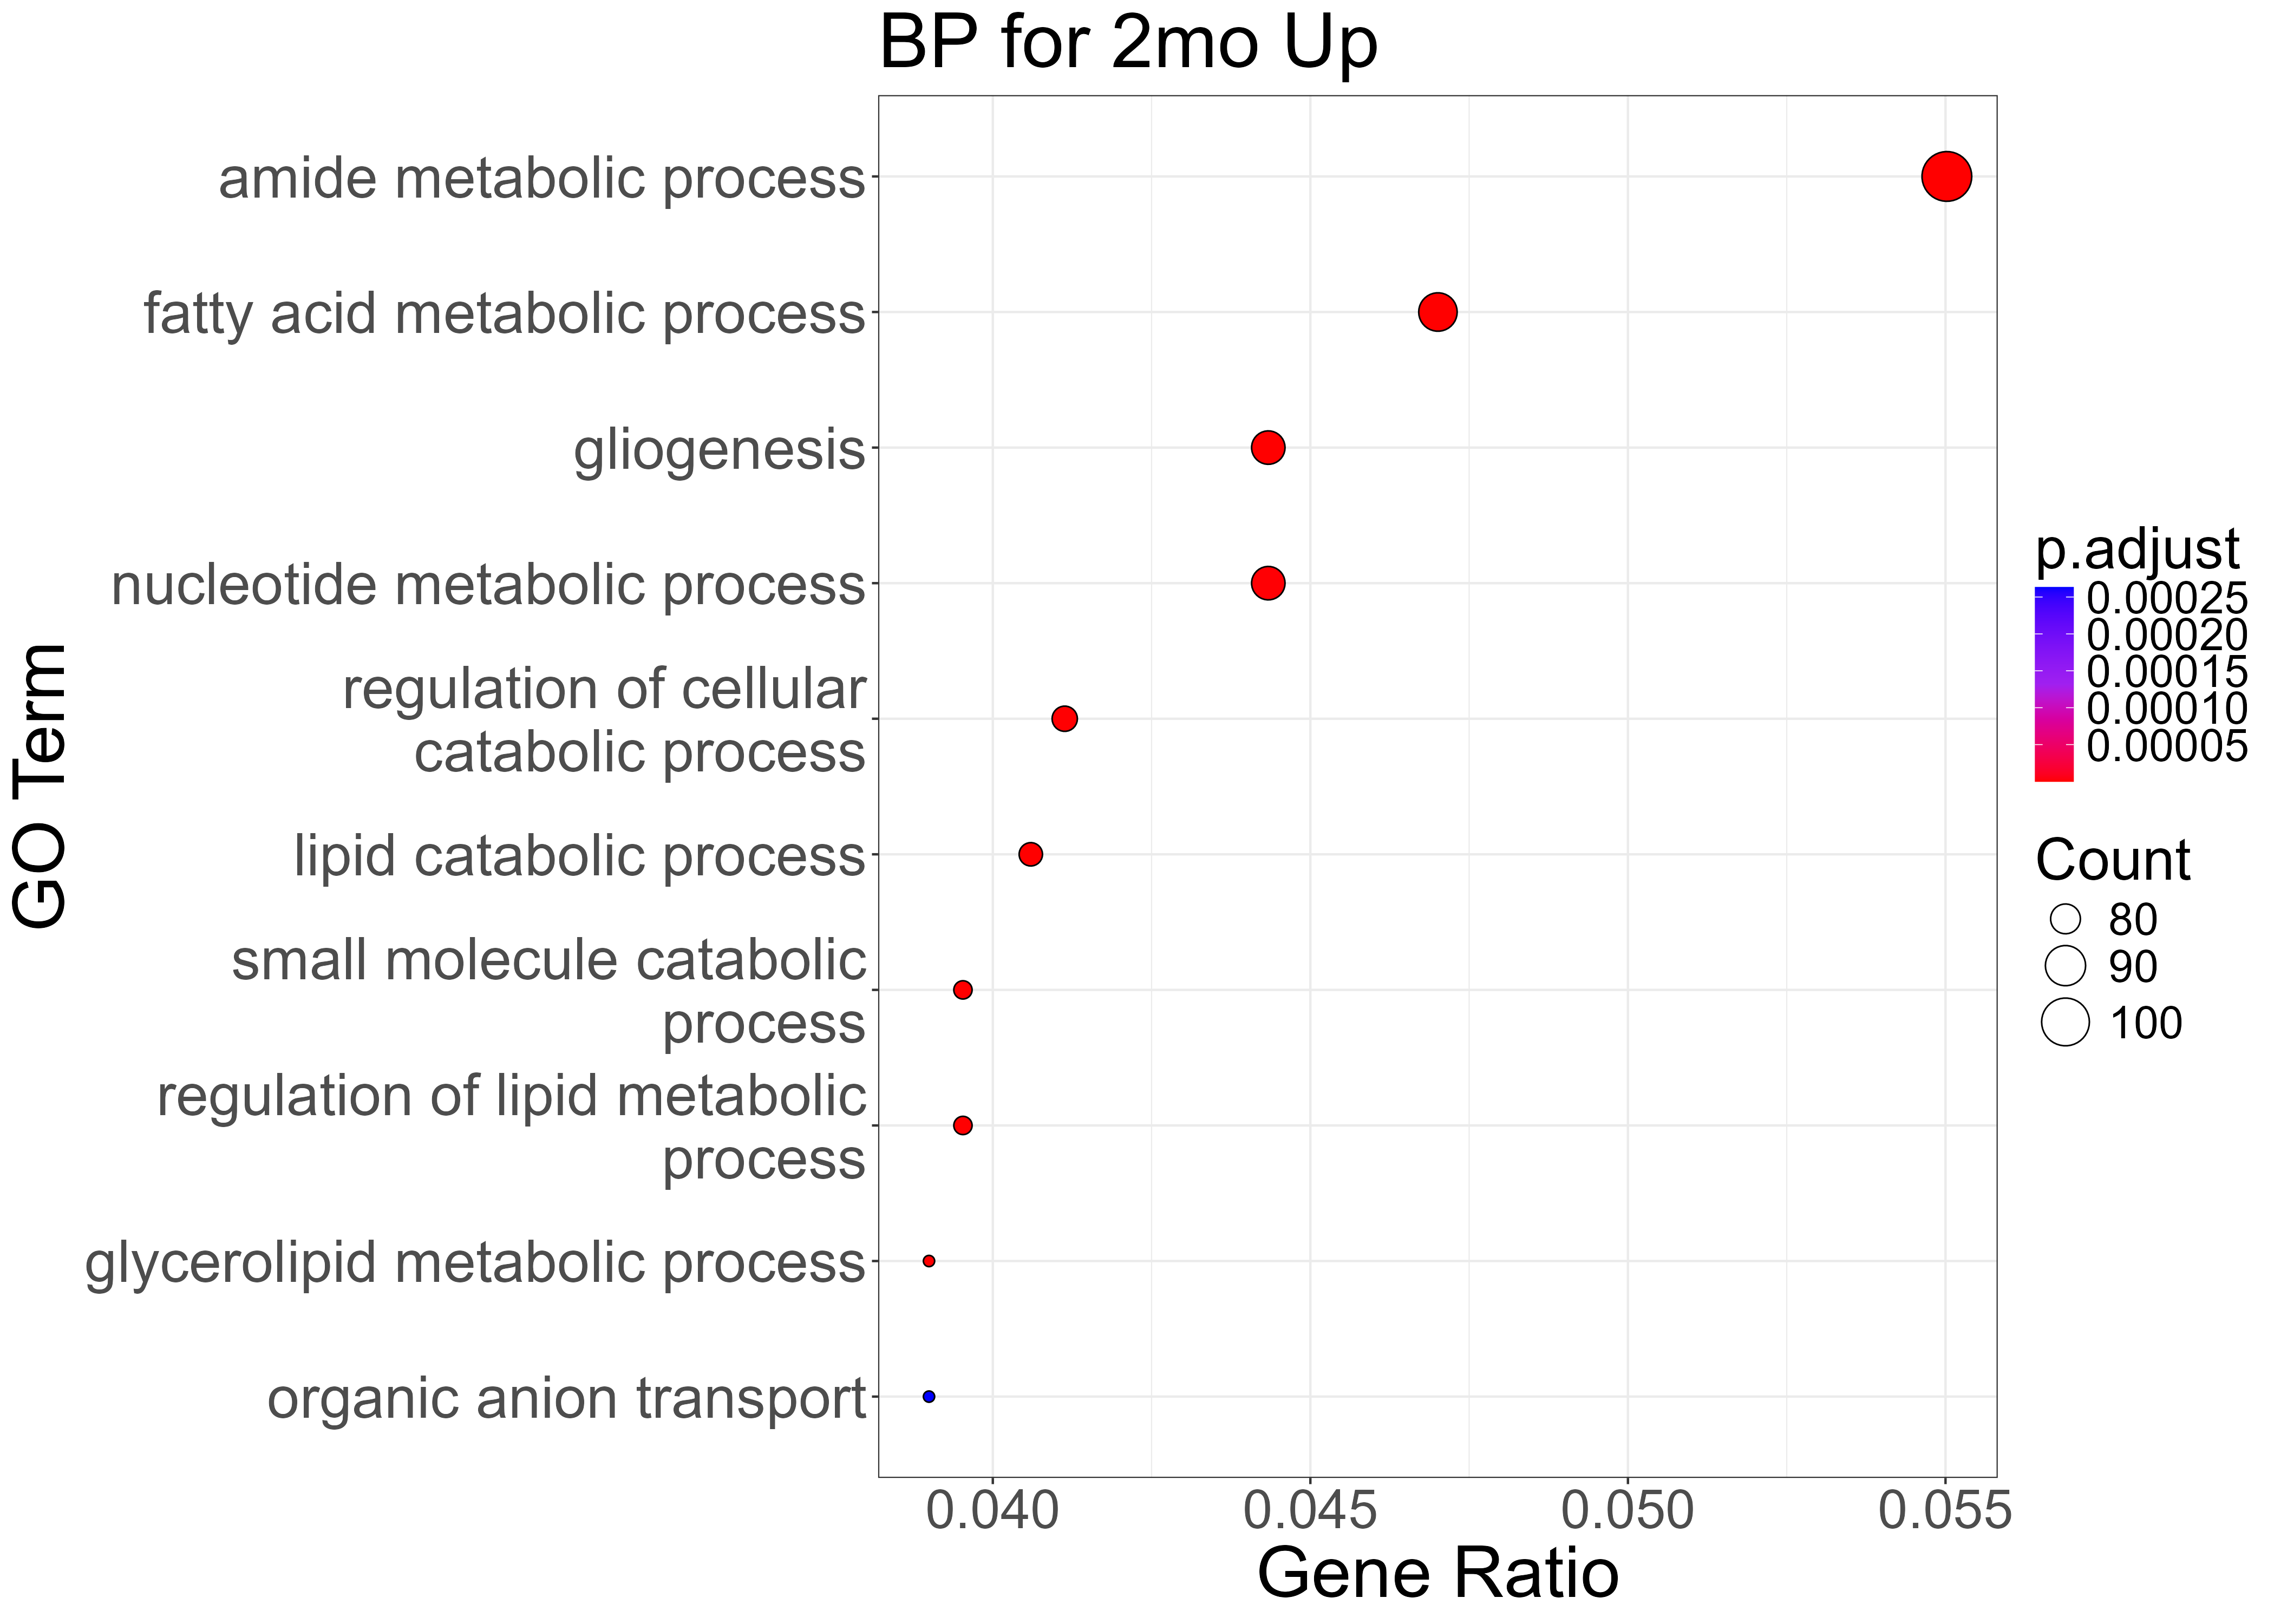 BP for 2mo Up
GO Term
amide metabolic process
fatty acid metabolic process
gliogenesis
nucleotide metabolic process
regulation of cellular
catabolic process
lipid catabolic process
small molecule catabolic
process
regulation of lipid metabolic
process
glycerolipid metabolic process
organic anion transport
0.040 0.045 0.050 0.055
Gene Ratio
p.adjust
0.00025
0.00020
0.00015
0.00010
0.00005
Count
80
90
100